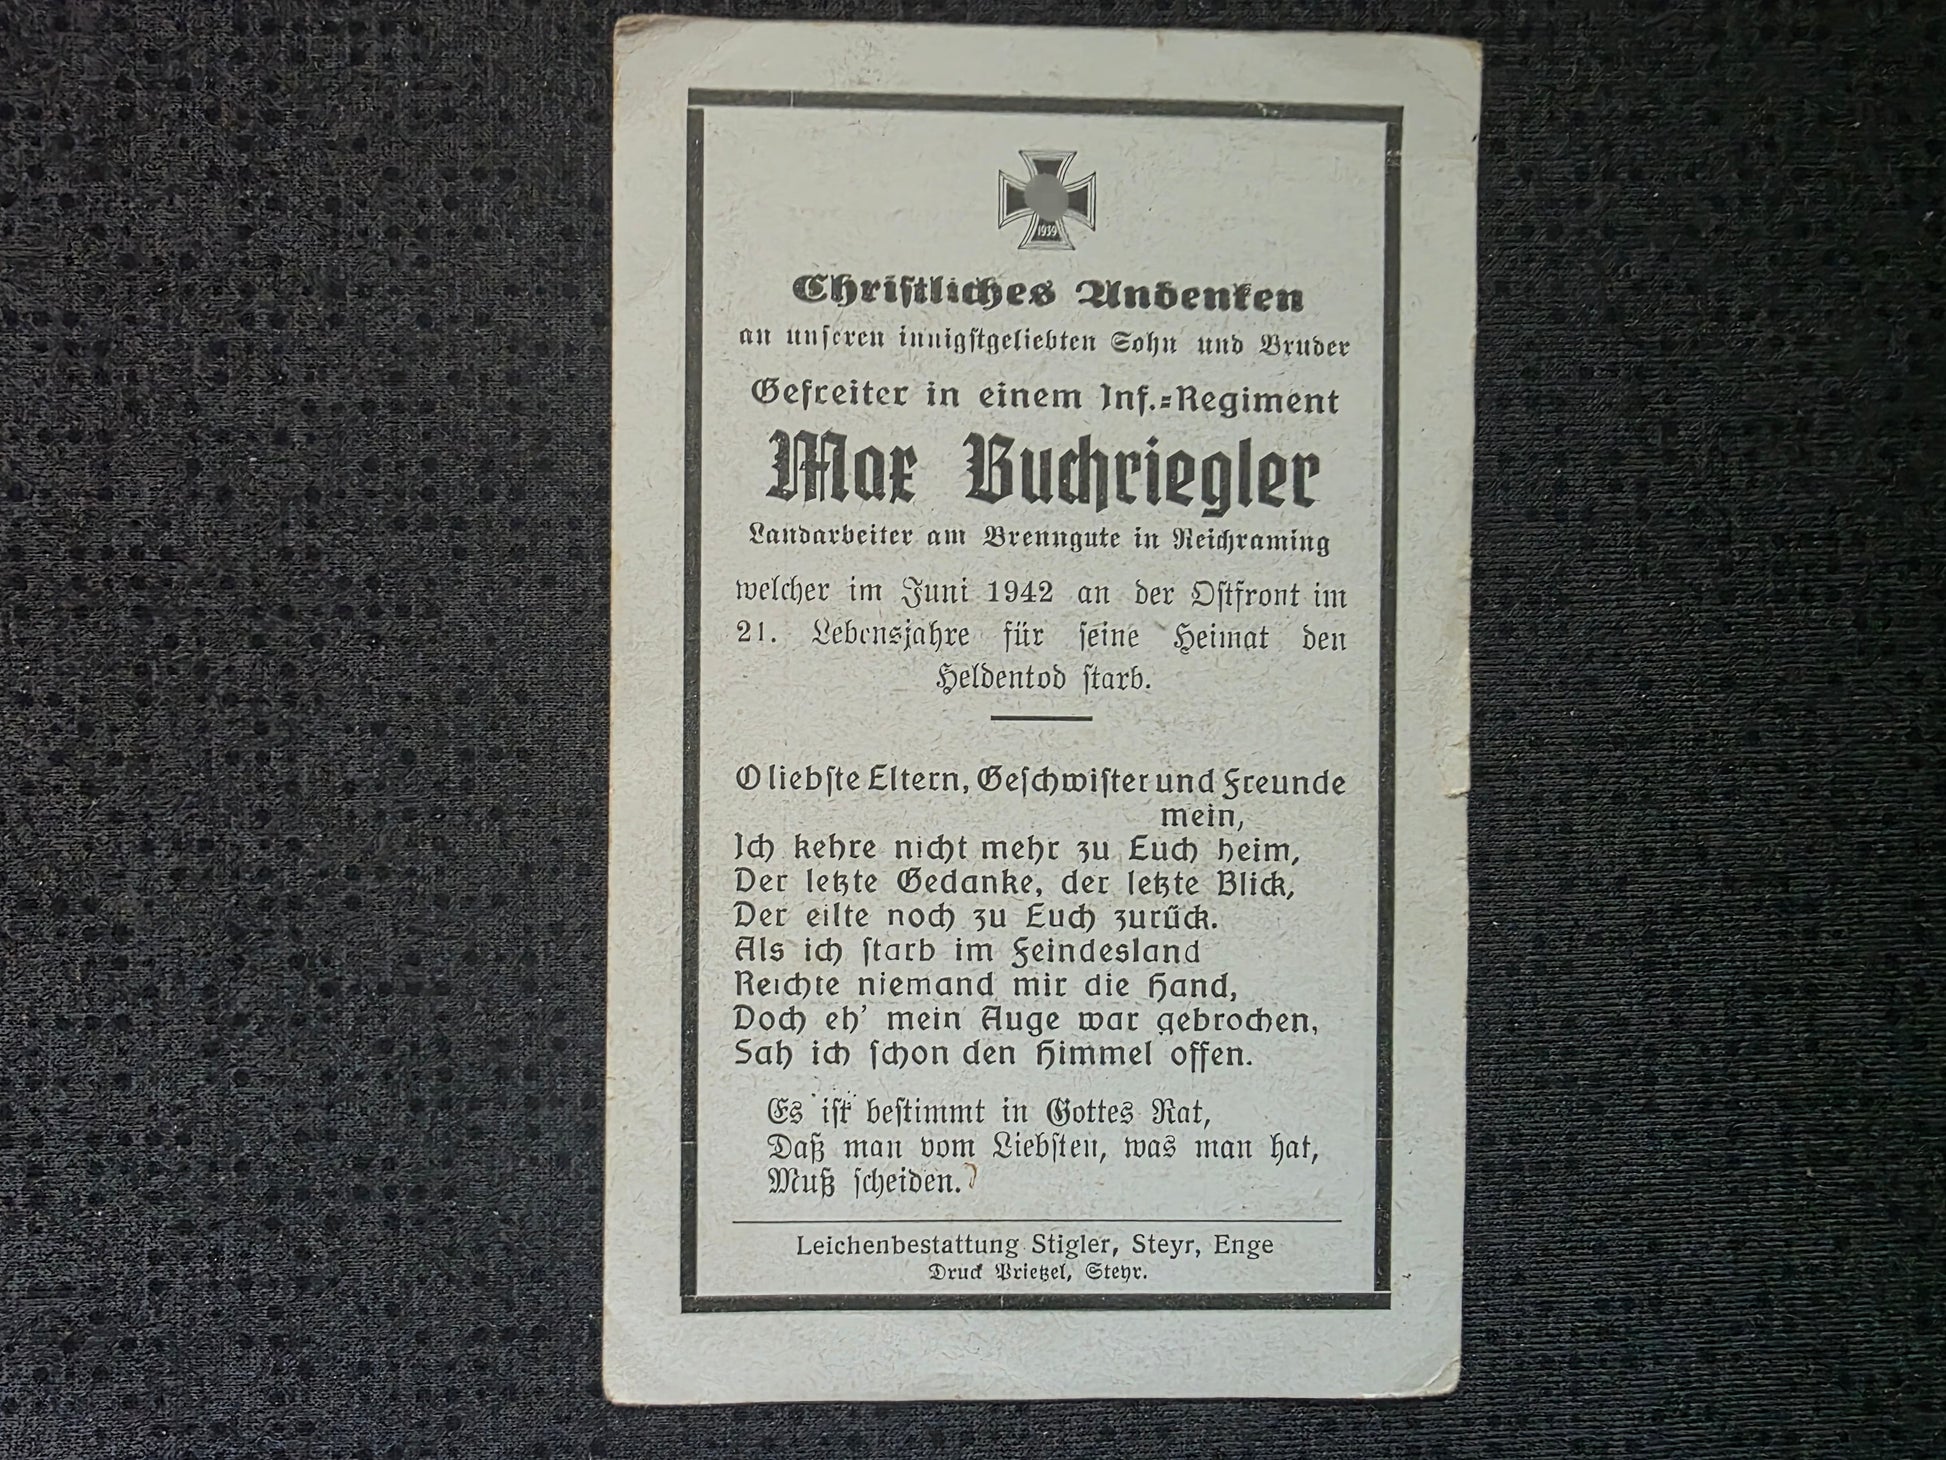 1939
Christliches Andenken
an unseren innigstgeliebten Sohn und Bruder
Gefreiter in einem Inf.=Regiment
Max Buchriegler
Landarbeiter am Brenngute in Reichraming
welcher im Juni 1942 an der Ostfront im
21. Lebensjahre für seine Heimat den
Heldentod starb.
O liebste Eltern, Geschwister und Freunde
mein,
Ich kehre nicht mehr zu Euch heim,
Der letzte Gedanke, der letzte Blick,
Der eilte noch zu Euch zurück.
Als ich starb im Feindesland
Reichte niemand mir die Hand,
Doch eh' mein Auge war gebrochen,
Sah ich schon den Himmel offen.
Es ist bestimmt in Gottes Rat,
Daß man vom Liebsten, was man hat,
Muß scheiden.
Leichenbestattung Stigler, Steyr, Enge
Druck Prietzel, Steyr.